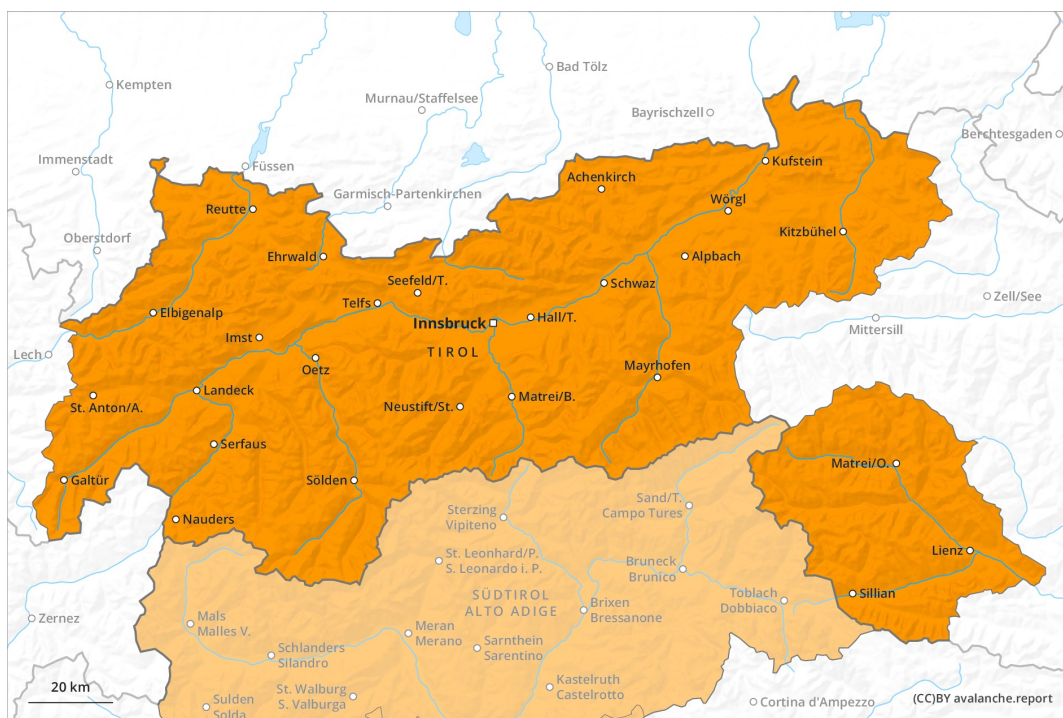 Kempten
Bad Tölz
Murnau/Staffelsee
Bayrischzell
Berchtesgaden
Immenstadt
Füssen
Kufstein
Achenkirch
Garmisch-Partenkirchen
Reutte
Wörgl
Oberstdorf
Kitzbühel
Ehrwald
Alpbach
Seefeld/T.
Schwaz
Zell/See
Telfs
Elbigenalp
Innsbruck
Hall/T.
Mittersill
Imst
Lech
TIROL
Oetz
Mayrhofen
Landeck
St. Anton/A.
Neustift/St.
Matrei/B.
Serfaus
Matrei/O.
Galtür
Sölden
Sand/T.
Campo Tures
Sterzing
Vipiteno
Nauders
Lienz
St. Leonhard/P.
S. Leonardo i. P.
Bruneck
Brunico
SÜDTIROL
ALTO ADIGE
Toblach
Dobbiaco
Sillian
Brixen
Bressanone
Zernez
Mals
Malles V.
Meran
Merano
Sarnthein
Sarentino
Schlanders
Silandro
20 km
Kastelruth
Castelrotto
St. Walburg
S. Valburga
Sulden
Solda
Cortina d'Ampezzo
(CC)BY avalanche.report